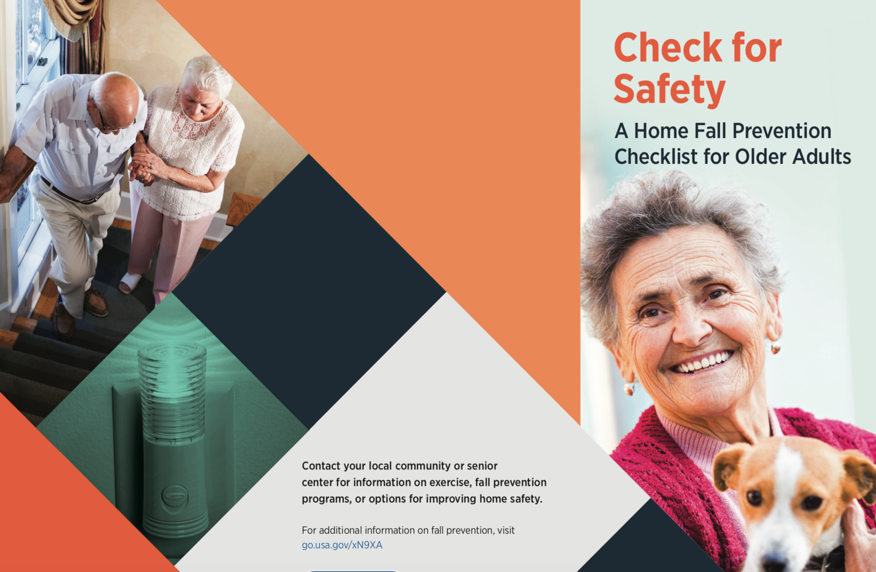 Check for
Safety
A Home Fall Prevention
Checklist for Older Adults
Contact your local community or senior
center for information on exercise, fall prevention
programs, or options for improving home safety.
For additional information on fall prevention, visit
go.usa.gov/xN9XA